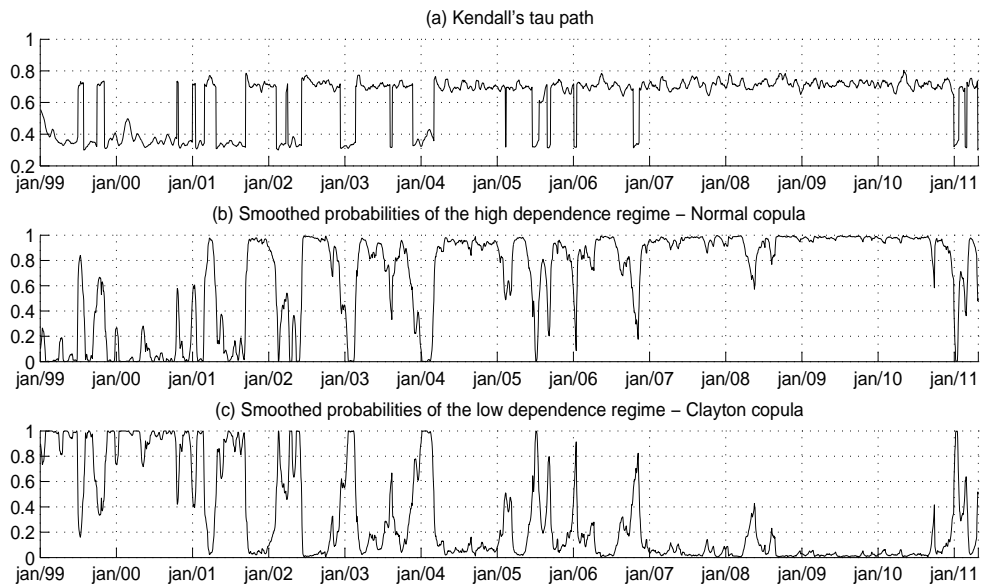 (a) Kendall's tau path
1
0.8
0.6
0.4
0.2
jan/99 jan/00 jan/01 jan/02 jan/03 jan/04 jan/05 jan/06 jan/07 jan/08 jan/09 jan/10 jan/11
(b) Smoothed probabilities of the high dependence regime − Normal copula
1
0.8
0.6
0.4
0.2
0
jan/99 jan/00 jan/01 jan/02 jan/03 jan/04 jan/05 jan/06 jan/07 jan/08 jan/09 jan/10 jan/11
(c) Smoothed probabilities of the low dependence regime − Clayton copula
1
0.8
0.6
0.4
0.2
0
jan/99 jan/00 jan/01 jan/02 jan/03 jan/04 jan/05 jan/06 jan/07 jan/08 jan/09 jan/10 jan/11